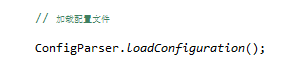 // 加载配置文件
ConfigParser.loadConfiguration();